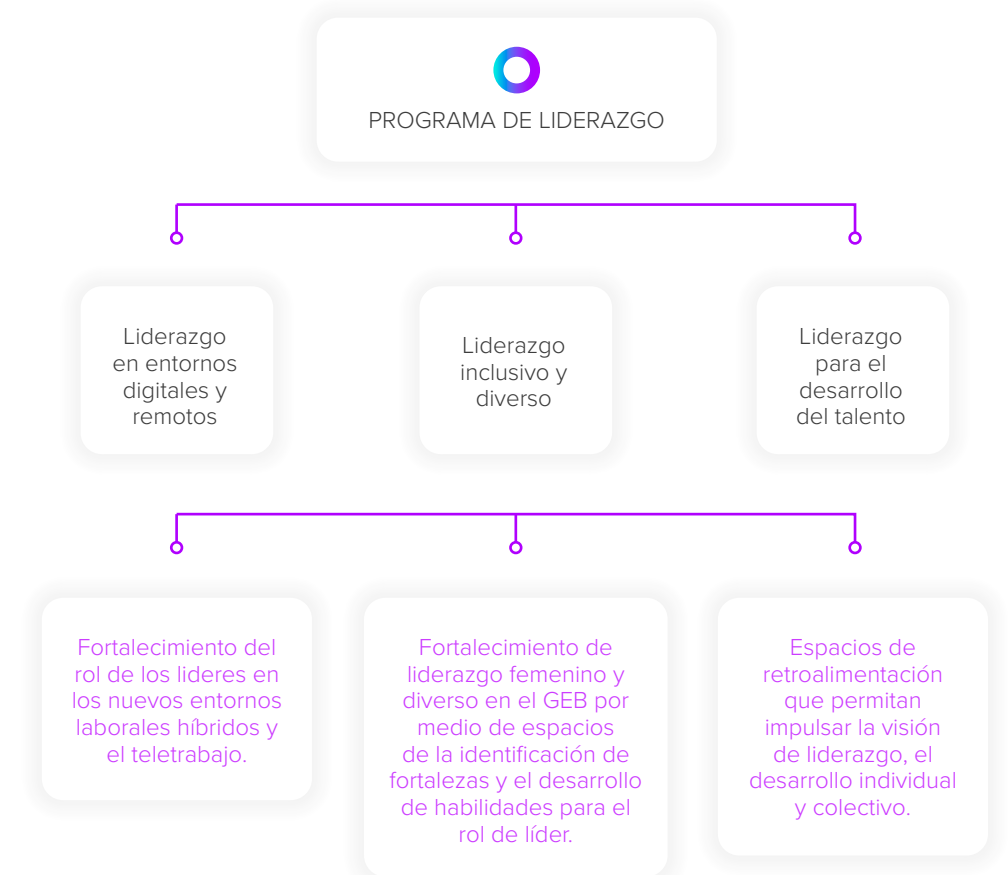 PROGRAMA DE LIDERAZGO
Liderazgo
en entornos
digitales y
remotos
Liderazgo
inclusivo y
diverso
Liderazgo
para el
desarrollo
del talento
Fortalecimiento del
rol de los lideres en
los nuevos entornos
laborales híbridos y
el teletrabajo.
Fortalecimiento de
liderazgo femenino y
diverso en el GEB por
medio de espacios
de la identificación de
fortalezas y el desarrollo
de habilidades para el
rol de líder.
Espacios de
retroalimentación
que permitan
impulsar la visión
de liderazgo, el
desarrollo individual
y colectivo.